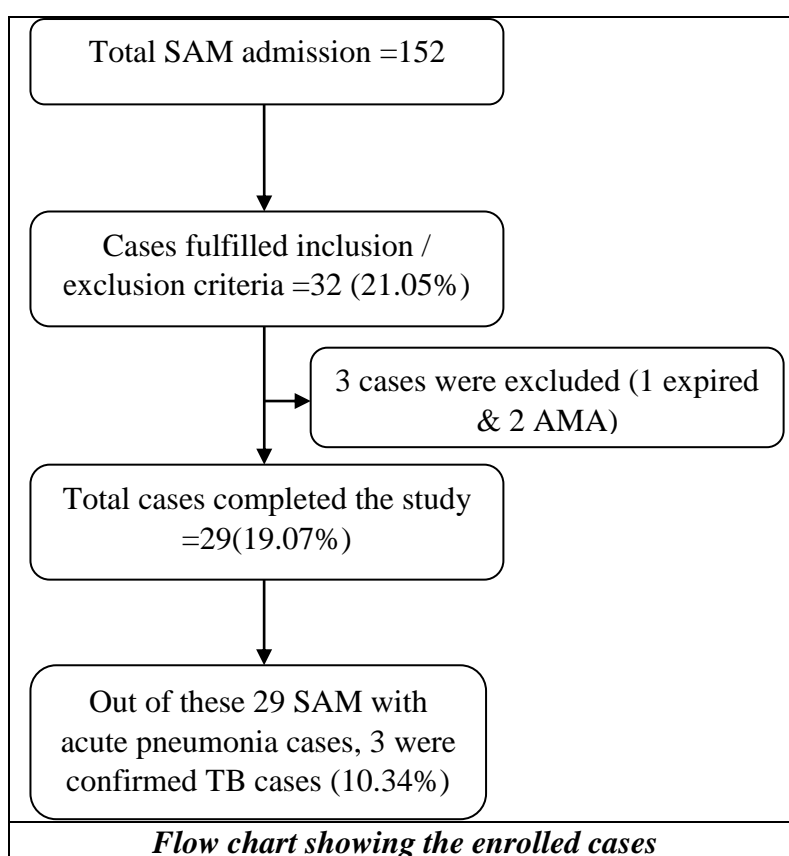 Total SAM admission =152
Cases fulfilled inclusion /
exclusion criteria =32 (21.05%)
3 cases were excluded (1 expired
& 2 AMA)
Total cases completed the study
=29(19.07%)
Out of these 29 SAM with
acute pneumonia cases, 3 were
confirmed TB cases (10.34%)
Flow chart showing the enrolled cases